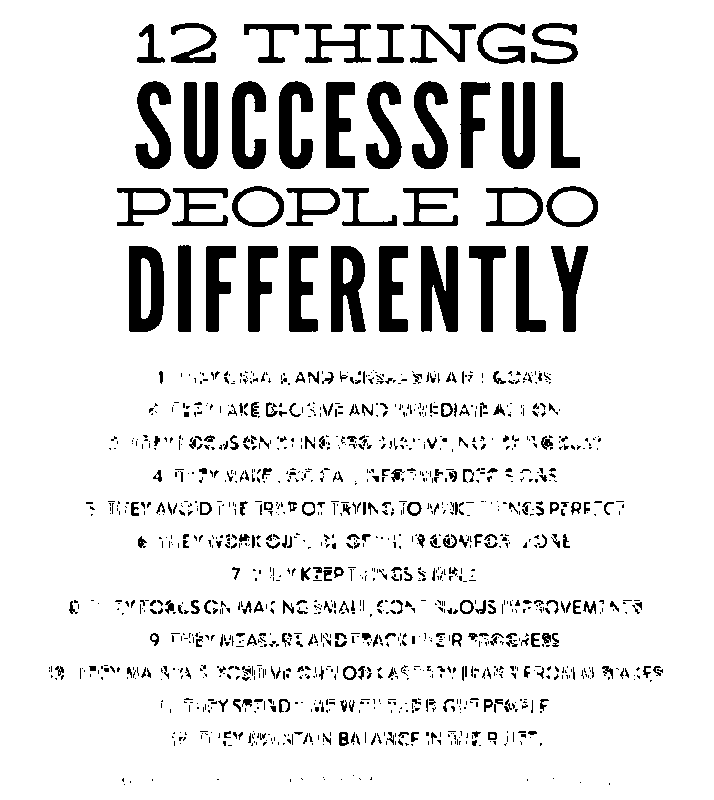 12 THINGS
SUCCESSFUL
PEOPLE DO
DIFFERENTLY
1. THEY CREATE AND PURSUE SMART GOALS
2. THEY TAKE DECISIVE AND IMMEDIATE ACTION
3. THEY FOCUS ON BEING PRODUCTIVE, NOT BEING BUSY
4. THEY MAKE LOGICAL, INFORMED DECISIONS
5. THEY AVOID THE TRAP OF TRYING TO MAKE THINGS PERFECT
6. THEY WORK OUTSIDE OF THEIR COMFORT ZONE
7. THEY KEEP THINGS SIMPLE
8. THEY FOCUS ON MAKING SMALL, CONTINUOUS IMPROVEMENTS
9. THEY MEASURE AND TRACK THEIR PROGRESS
10. THEY MAINTAIN A POSITIVE OUTLOOK AS THEY LEARN FROM MISTAKES
11. THEY SPEND TIME WITH THE RIGHT PEOPLE
12. THEY MAINTAIN BALANCE IN THEIR LIFE